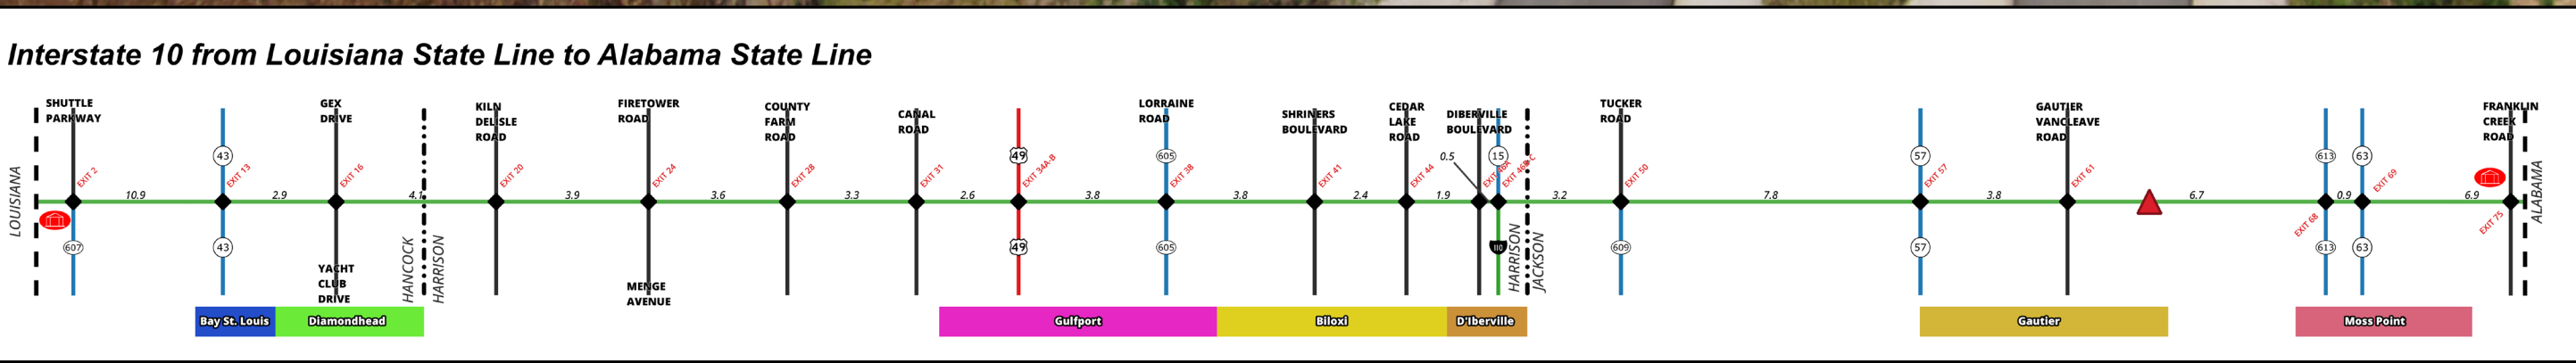 Interstate 10 from Louisiana State Line to Alabama State Line
SHUTTLE
PARKWAY
GEX
DRIVE
KILN
DELISLE
ROAD
FIRETOWER
ROAD
COUNTY
FARM
ROAD
CANAL
ROAD
LORRAINE
ROAD
SHRINERS
BOULEVARD
CEDAR
LAKE
ROAD
DIBERVILLE
BOULEVARD
TUCKER
ROAD
GAUTIER
VANCLEAVE
ROAD
FRANKLIN
CREEK
ROAD
43
49
605
0.5
15
57
613
63
EXIT 2
EXIT 13
EXIT 16
EXIT 20
EXIT 24
EXIT 28
EXIT 31
EXIT 34A-B
EXIT 38
EXIT 41
EXIT 44
EXIT 46A
EXIT 46B-C
EXIT 50
EXIT 57
EXIT 61
EXIT 69
LOUISIANA
10.9
2.9
4.1
3.9
3.6
3.3
2.6
3.8
3.8
2.4
1.9
3.2
7.8
3.8
6.7
0.9
6.9
ALABAMA
EXIT 68
EXIT 75
607
43
49
605
110
609
57
613
63
HANCOCK
HARRISON
HARRISON
JACKSON
YACHT
CLUB
DRIVE
MENGE
AVENUE
Bay St. Louis
Diamondhead
Gulfport
Biloxi
D'Iberville
Gautier
Moss Point